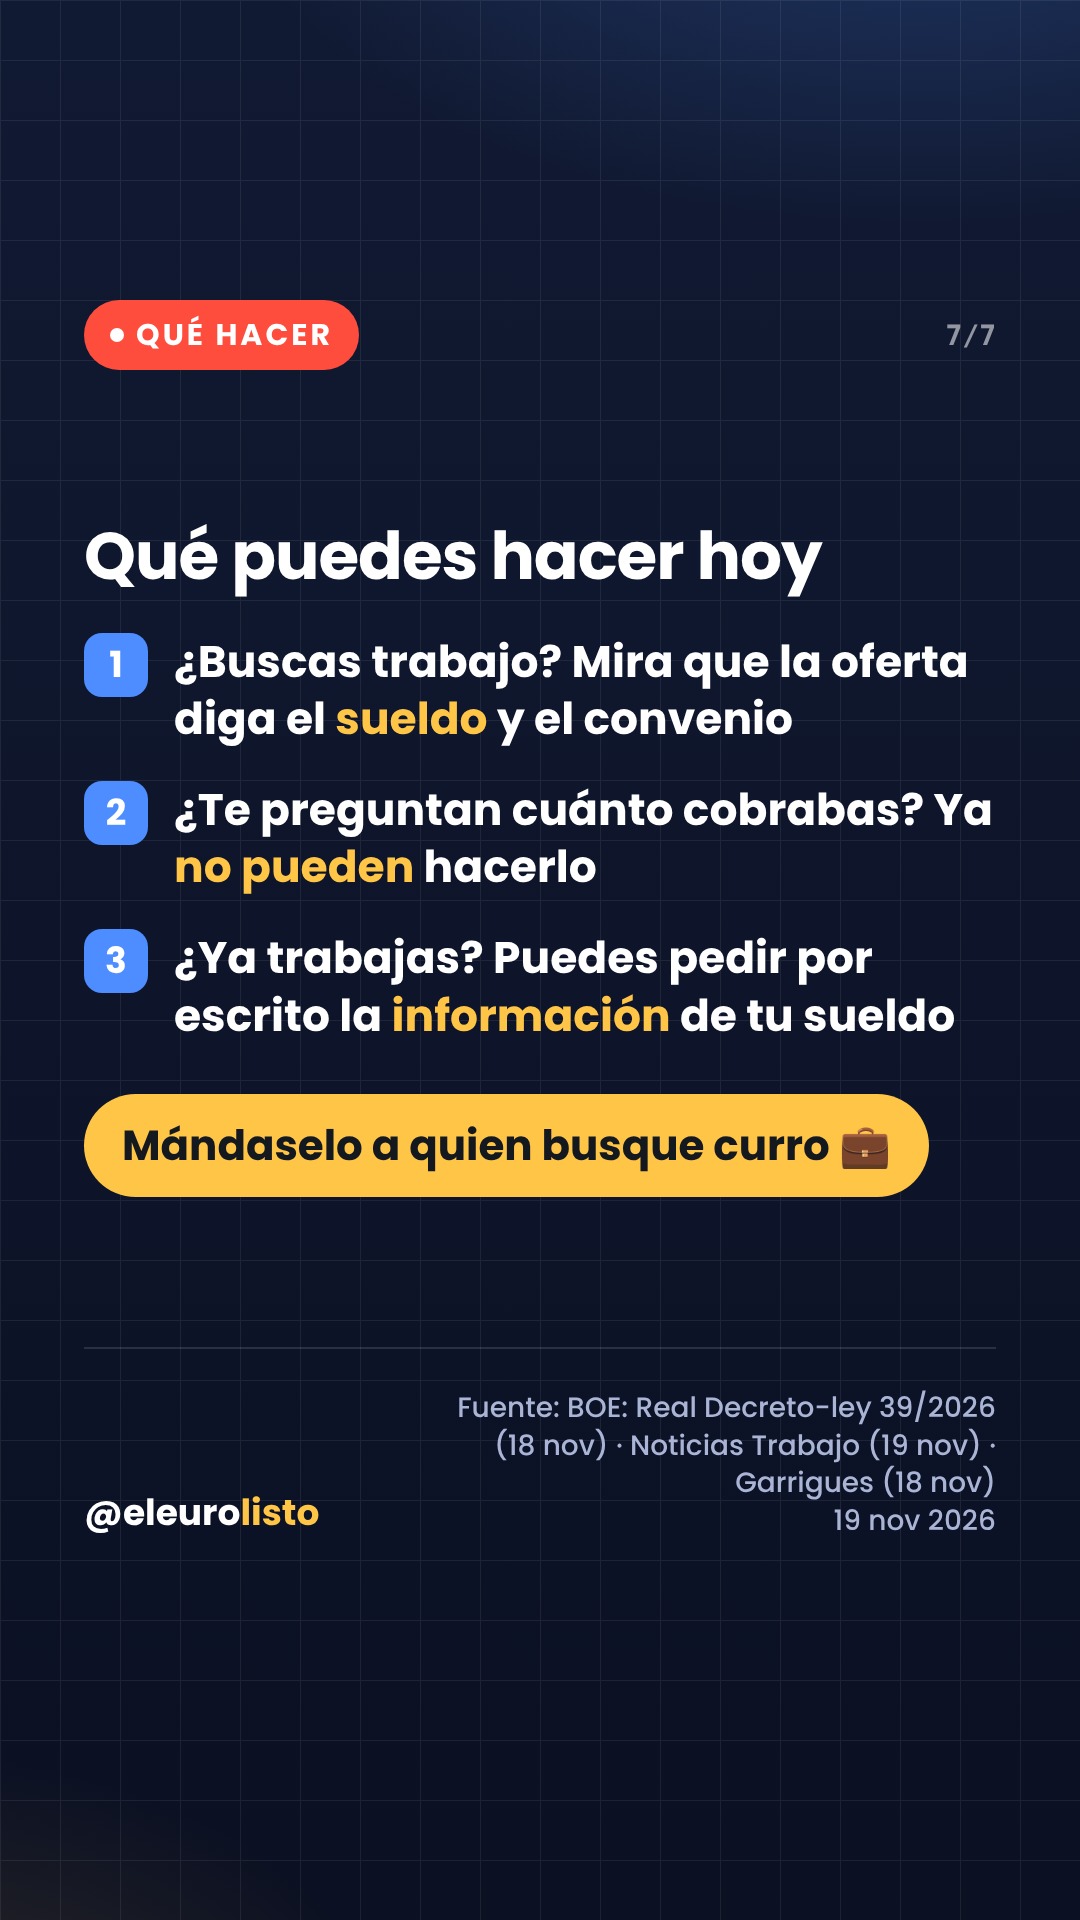 QUÉ HACER
7/7
Qué puedes hacer hoy
1
¿Buscas trabajo? Mira que la oferta
diga el sueldo y el convenio
2
¿Te preguntan cuánto cobrabas? Ya
no pueden hacerlo
3
¿Ya trabajas? Puedes pedir por
escrito la información de tu sueldo
Mándaselo a quien busque curro 💼
Fuente: BOE: Real Decreto-ley 39/2026
(18 nov) · Noticias Trabajo (19 nov) ·
Garrigues (18 nov)
19 nov 2026
@eleurolisto